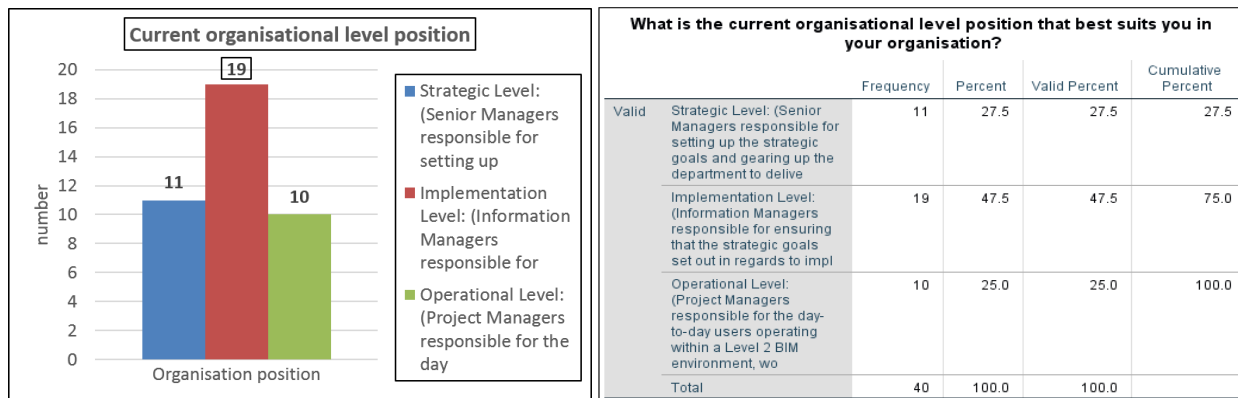 Current organisational level position
20
18
16
14
12
10
8
6
4
2
0
number
11
19
10
Organisation position
Strategic Level:
(Senior Managers
responsible for
setting up
Implementation
Level: (Information
Managers
responsible for
Operational Level:
(Project Managers
responsible for the
day
What is the current organisational level position that best suits you in
your organisation?
Frequency Percent Valid Percent Cumulative
Percent
Valid Strategic Level: (Senior 11 27.5 27.5 27.5
Managers responsible for
setting up the strategic
goals and gearing up the
department to delive
Implementation Level: 19 47.5 47.5 75.0
(Information Managers
responsible for ensuring
that the strategic goals
set out in regards to impl
Operational Level: 10 25.0 25.0 100.0
(Project Managers
responsible for the day-
to-day users operating
within a Level 2 BIM
environment, wo
Total 40 100.0 100.0